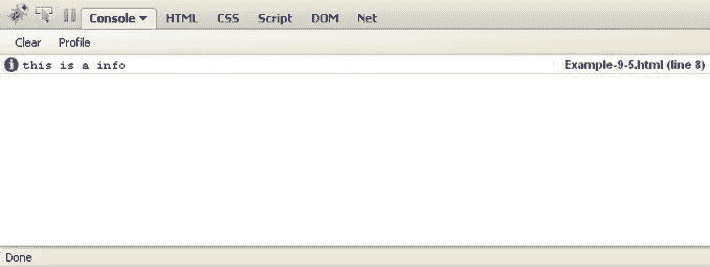 Console HTML CSS Script DOM Net
Clear Profile
this is a info Example-9-5.html (line 8)
Done